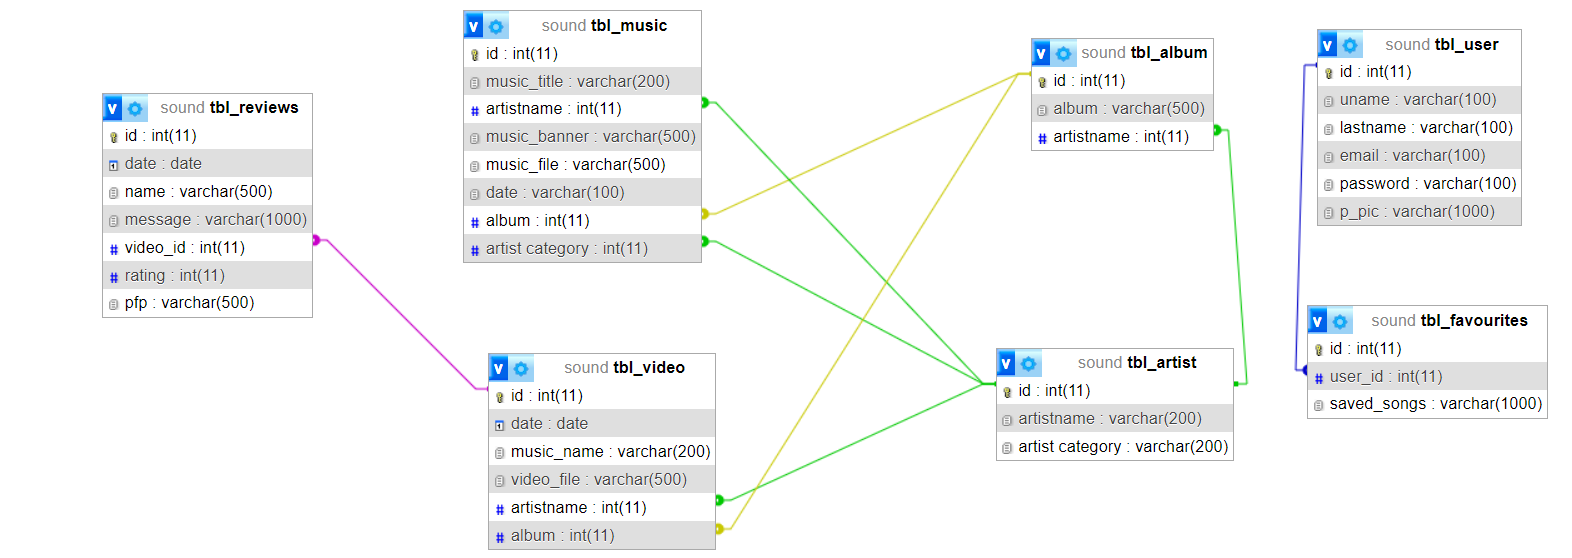 v sound tbl_reviews
id : int(11)
date : date
name : varchar(500)
message : varchar(1000)
# video_id : int(11)
# rating : int(11)
pfp : varchar(500)
v sound tbl_music
id : int(11)
music_title : varchar(200)
# artistname : int(11)
music_banner : varchar(500)
music_file : varchar(500)
date : varchar(100)
# album : int(11)
# artist category : int(11)
v sound tbl_video
id : int(11)
date : date
music_name : varchar(200)
video_file : varchar(500)
# artistname : int(11)
# album : int(11)
v sound tbl_album
id : int(11)
album : varchar(500)
# artistname : int(11)
v sound tbl_artist
id : int(11)
artistname : varchar(200)
artist category : varchar(200)
v sound tbl_user
id : int(11)
uname : varchar(100)
lastname : varchar(100)
email : varchar(100)
password : varchar(100)
p_pic : varchar(1000)
v sound tbl_favourites
id : int(11)
# user_id : int(11)
saved_songs : varchar(1000)